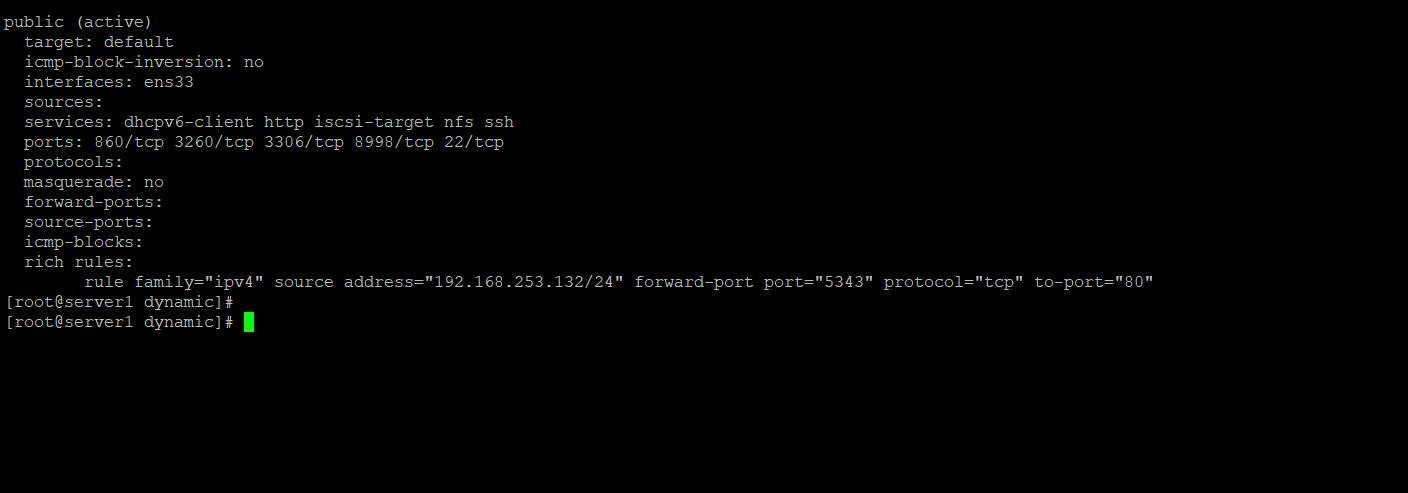 public (active)
  target: default
  icmp-block-inversion: no
  interfaces: ens33
  sources:
  services: dhcpv6-client http iscsi-target nfs ssh
  ports: 860/tcp 3260/tcp 3306/tcp 8998/tcp 22/tcp
  protocols:
  masquerade: no
  forward-ports:
  source-ports:
  icmp-blocks:
  rich rules:
        rule family="ipv4" source address="192.168.253.132/24" forward-port port="5343" protocol="tcp" to-port="80"
[root@server1 dynamic]#
[root@server1 dynamic]#